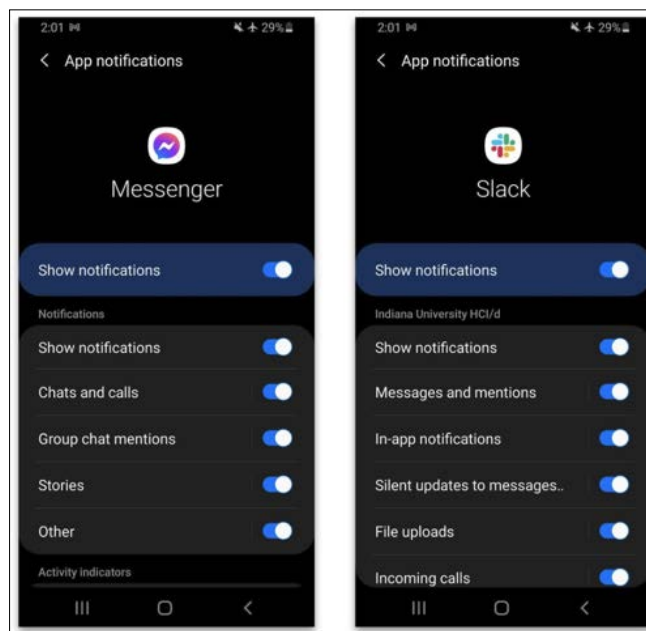 2:01
29%
App notifications
Messenger
Show notifications
Notifications
Show notifications
Chats and calls
Group chat mentions
Stories
Other
Activity indicators
2:01
29%
App notifications
Slack
Show notifications
Indiana University HCI/d
Show notifications
Messages and mentions
In-app notifications
Silent updates to messages..
File uploads
Incoming calls